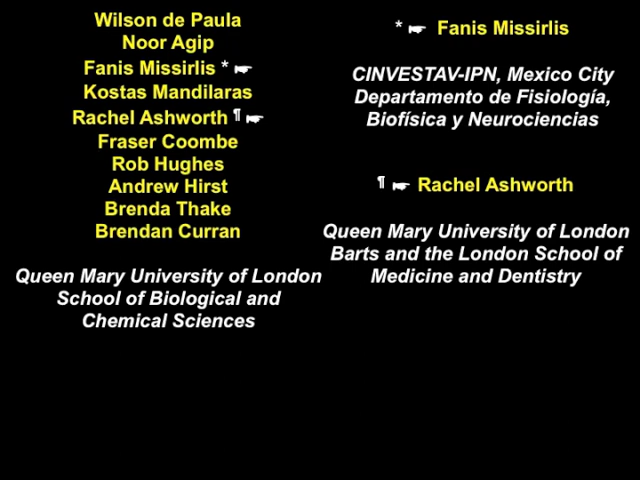 Wilson de Paula
Noor Agip
Fanis Missirlis * ☛
Kostas Mandilaras
Rachel Ashworth ¶ ☛
Fraser Coombe
Rob Hughes
Andrew Hirst
Brenda Thake
Brendan Curran
Queen Mary University of London
School of Biological and
Chemical Sciences
* ☛ Fanis Missirlis
CINVESTAV-IPN, Mexico City
Departamento de Fisiología,
Biofísica y Neurociencias
¶ ☛ Rachel Ashworth
Queen Mary University of London
Barts and the London School of
Medicine and Dentistry